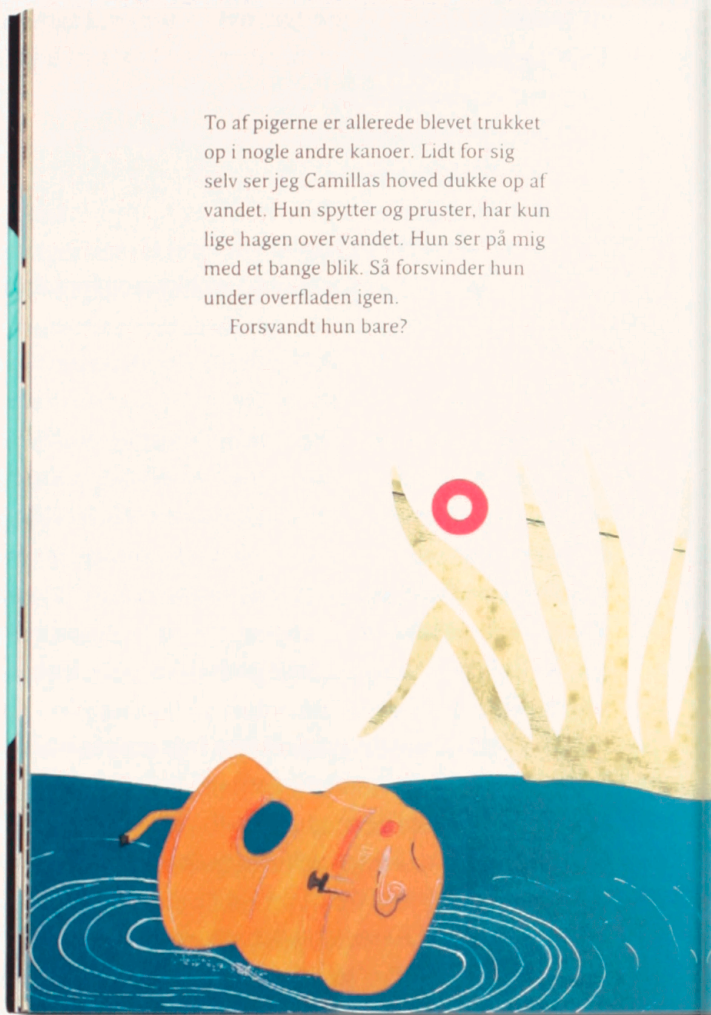 To af pigerne er allerede blevet trukket
op i nogle andre kanoer. Lidt for sig
selv ser jeg Camillas hoved dukke op af
vandet. Hun spytter og pruster, har kun
lige hagen over vandet. Hun ser på mig
med et bange blik. Så forsvinder hun
under overfladen igen.
Forsvandt hun bare?